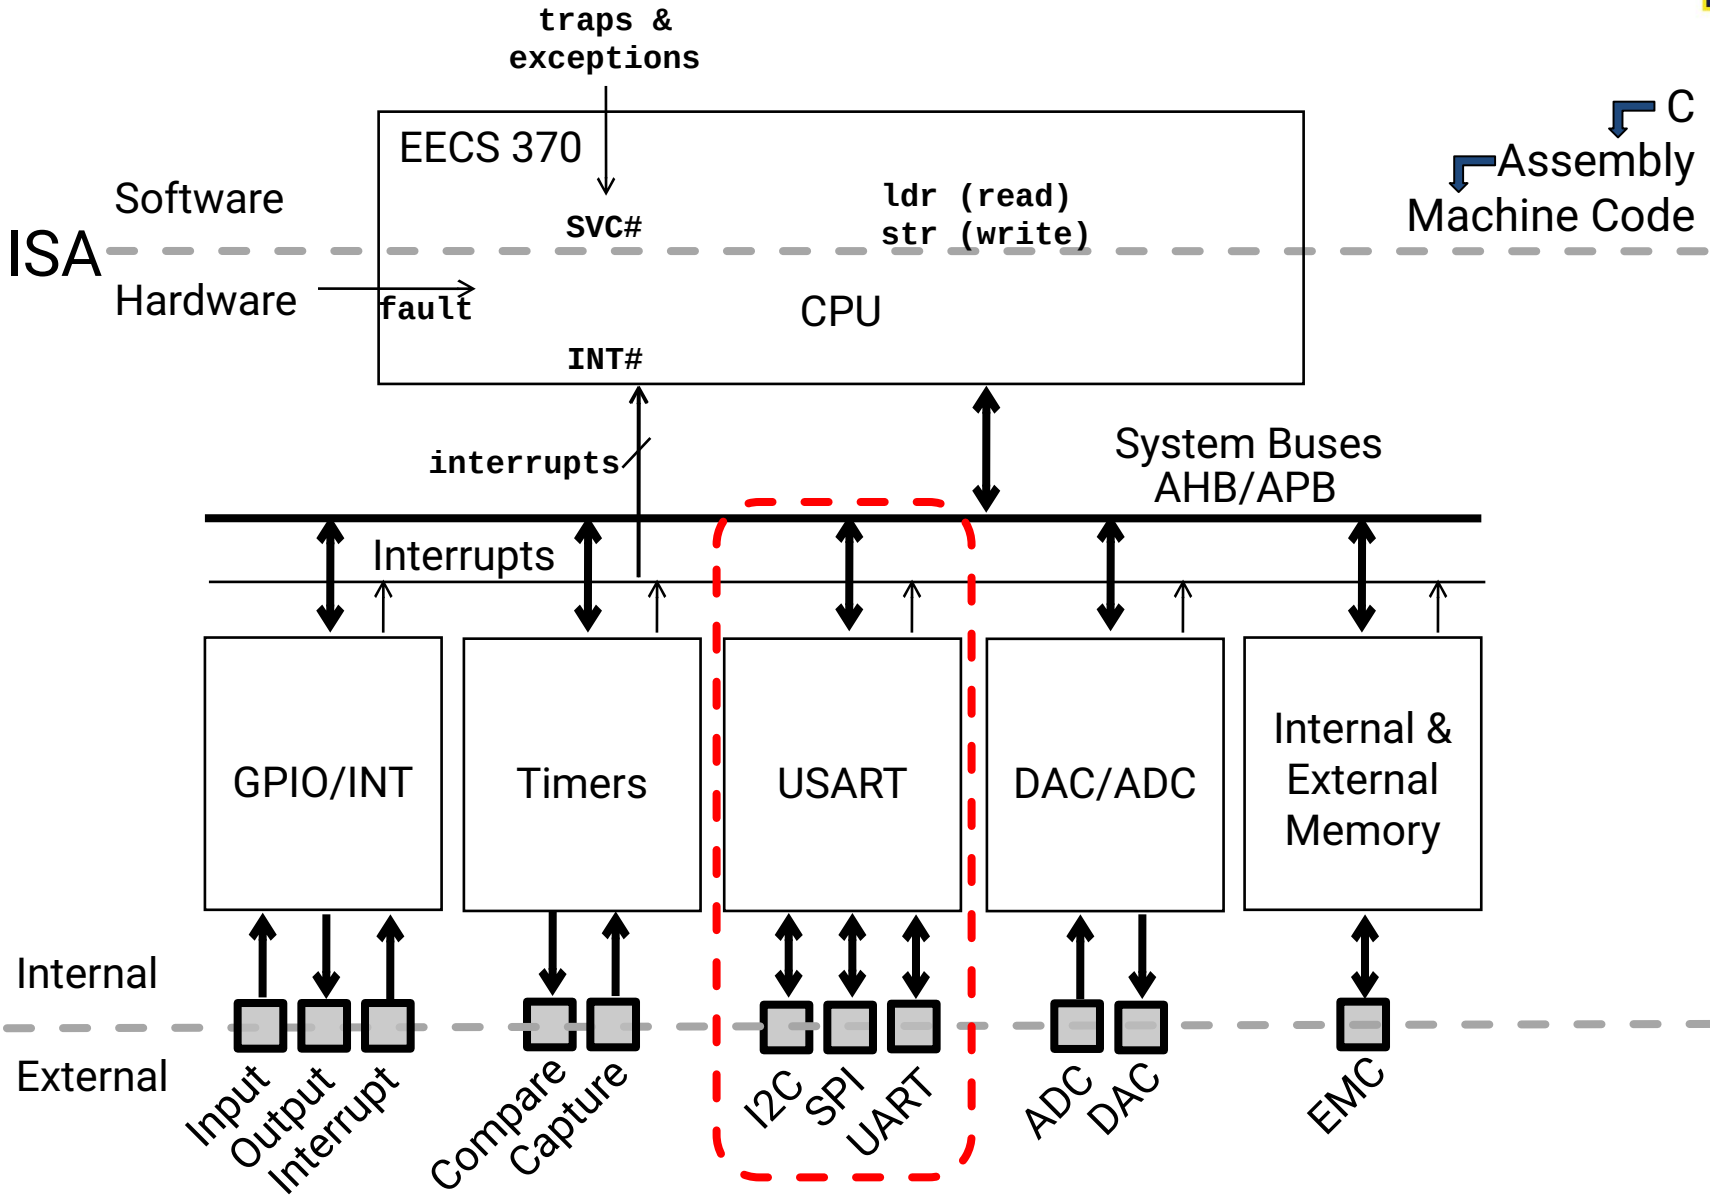 traps &
exceptions
EECS 370
C
Assembly
Machine Code
Software
SVC#
ldr (read)
str (write)
ISA
Hardware
fault
CPU
INT#
interrupts
System Buses
AHB/APB
Interrupts
GPIO/INT
Timers
USART
DAC/ADC
Internal &
External
Memory
Internal
External
Input
Output
Interrupt
Compare
Capture
I2C
SPI
UART
ADC
DAC
EMC